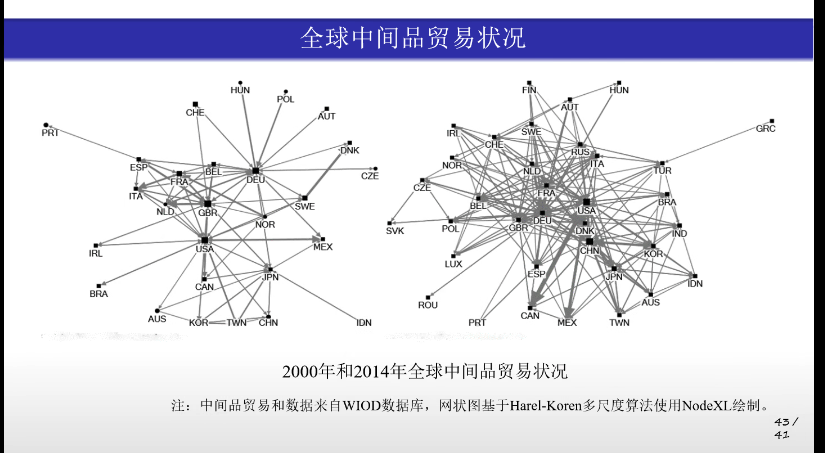 全球中间品贸易状况
HUN
POL
CHE
AUT
PRT
DNK
ESP
BEL
CZE
FRA
DEU
ITA
NLD
GBR
SWE
NOR
USA
MEX
IRL
JPN
CAN
BRA
AUS
KOR
TWN
CHN
IDN
FIN
HUN
AUT
IRL
SWE
GRC
CHE
RUS
ITA
NOR
NLD
TUR
CZE
FRA
BEL
USA
BRA
SVK
POL
GBR
DEU
DNK
IND
CHN
KOR
LUX
ESP
JPN
IDN
ROU
AUS
PRT
CAN
MEX
TWN
2000年和2014年全球中间品贸易状况
注：中间品贸易和数据来自WIOD数据库，网状图基于Harel-Koren多尺度算法使用NodeXL绘制。
43 /
41